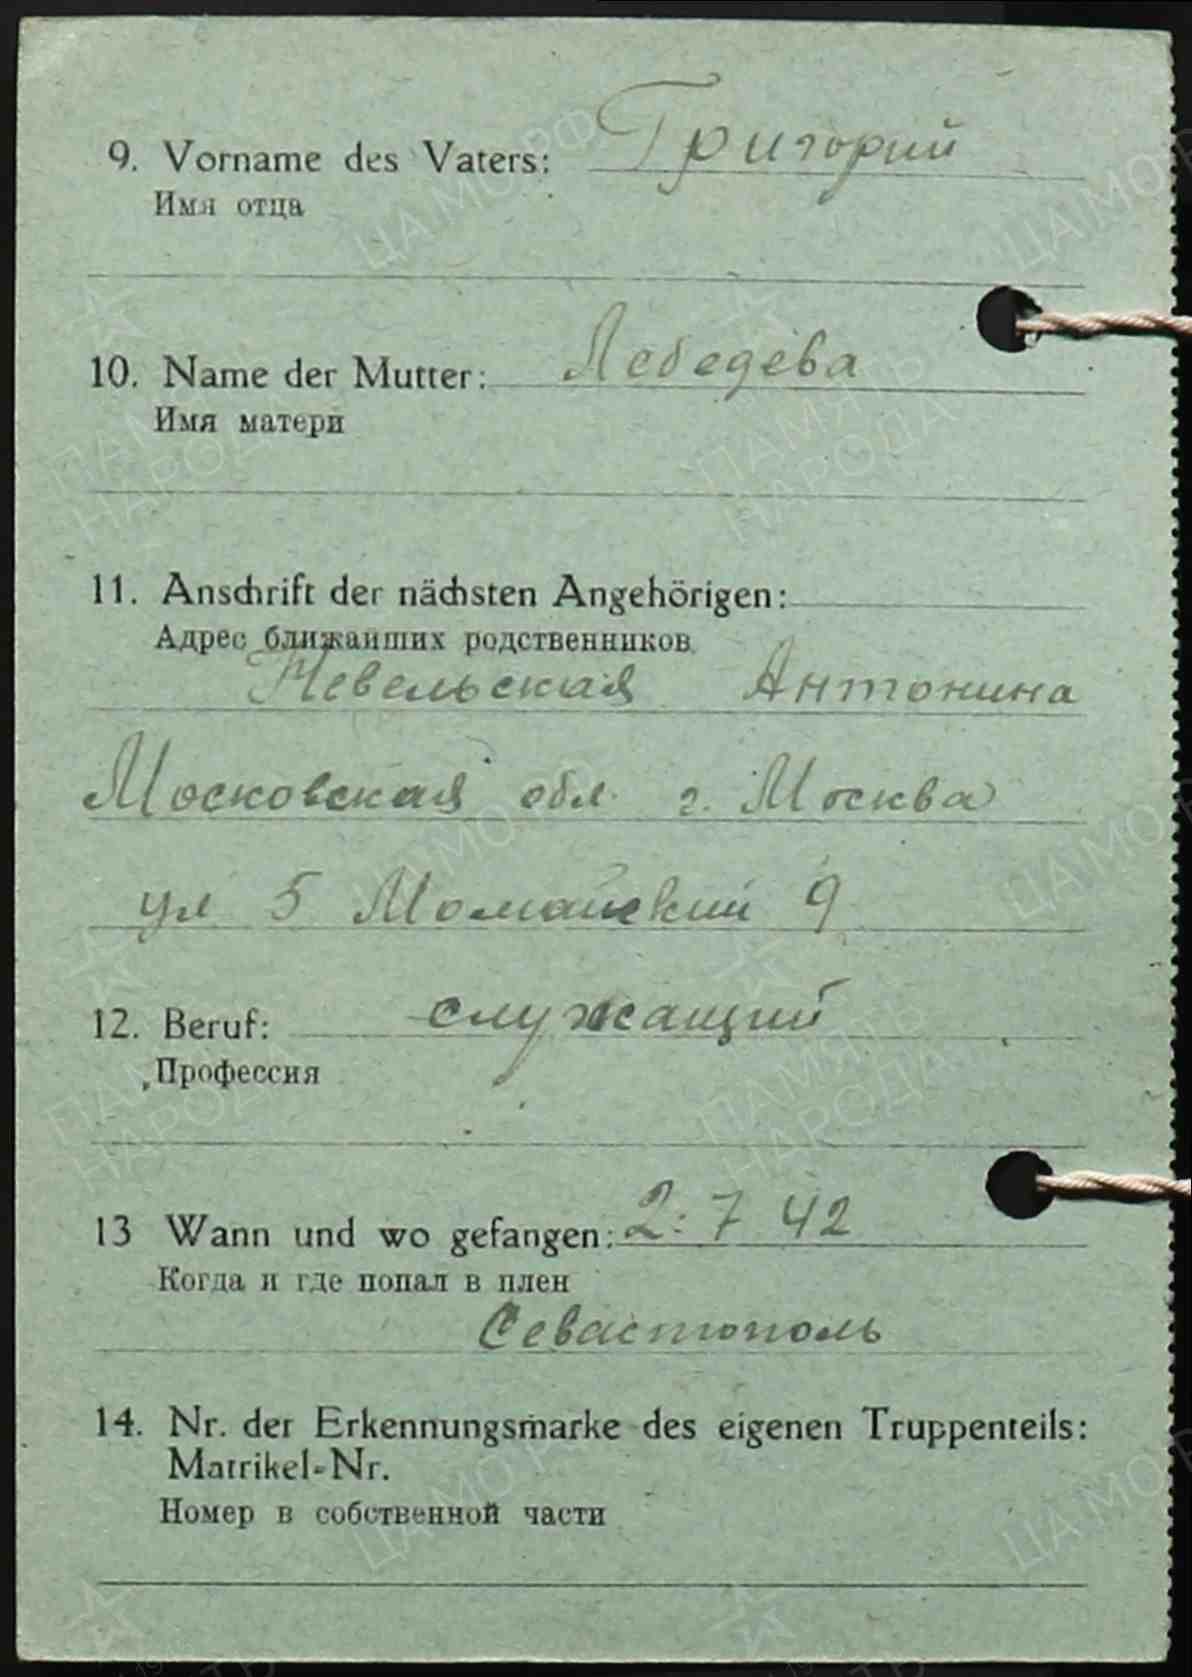 9. Vorname des Vaters: Григорий
Имя отца
10. Name der Mutter: Лебедева
Имя матери
11. Anschrift der nächsten Angehörigen:
Адрес ближайших родственников
Невельская Антонина
Московская обл. г. Москва
ул 5 9
12. Beruf: служащий
Профессия
13 Wann und wo gefangen: 2.7 42
Когда и где попал в плен
Севастополь
14. Nr. der Erkennungsmarke des eigenen Truppenteils:
Matrikel-Nr.
Номер в собственной части